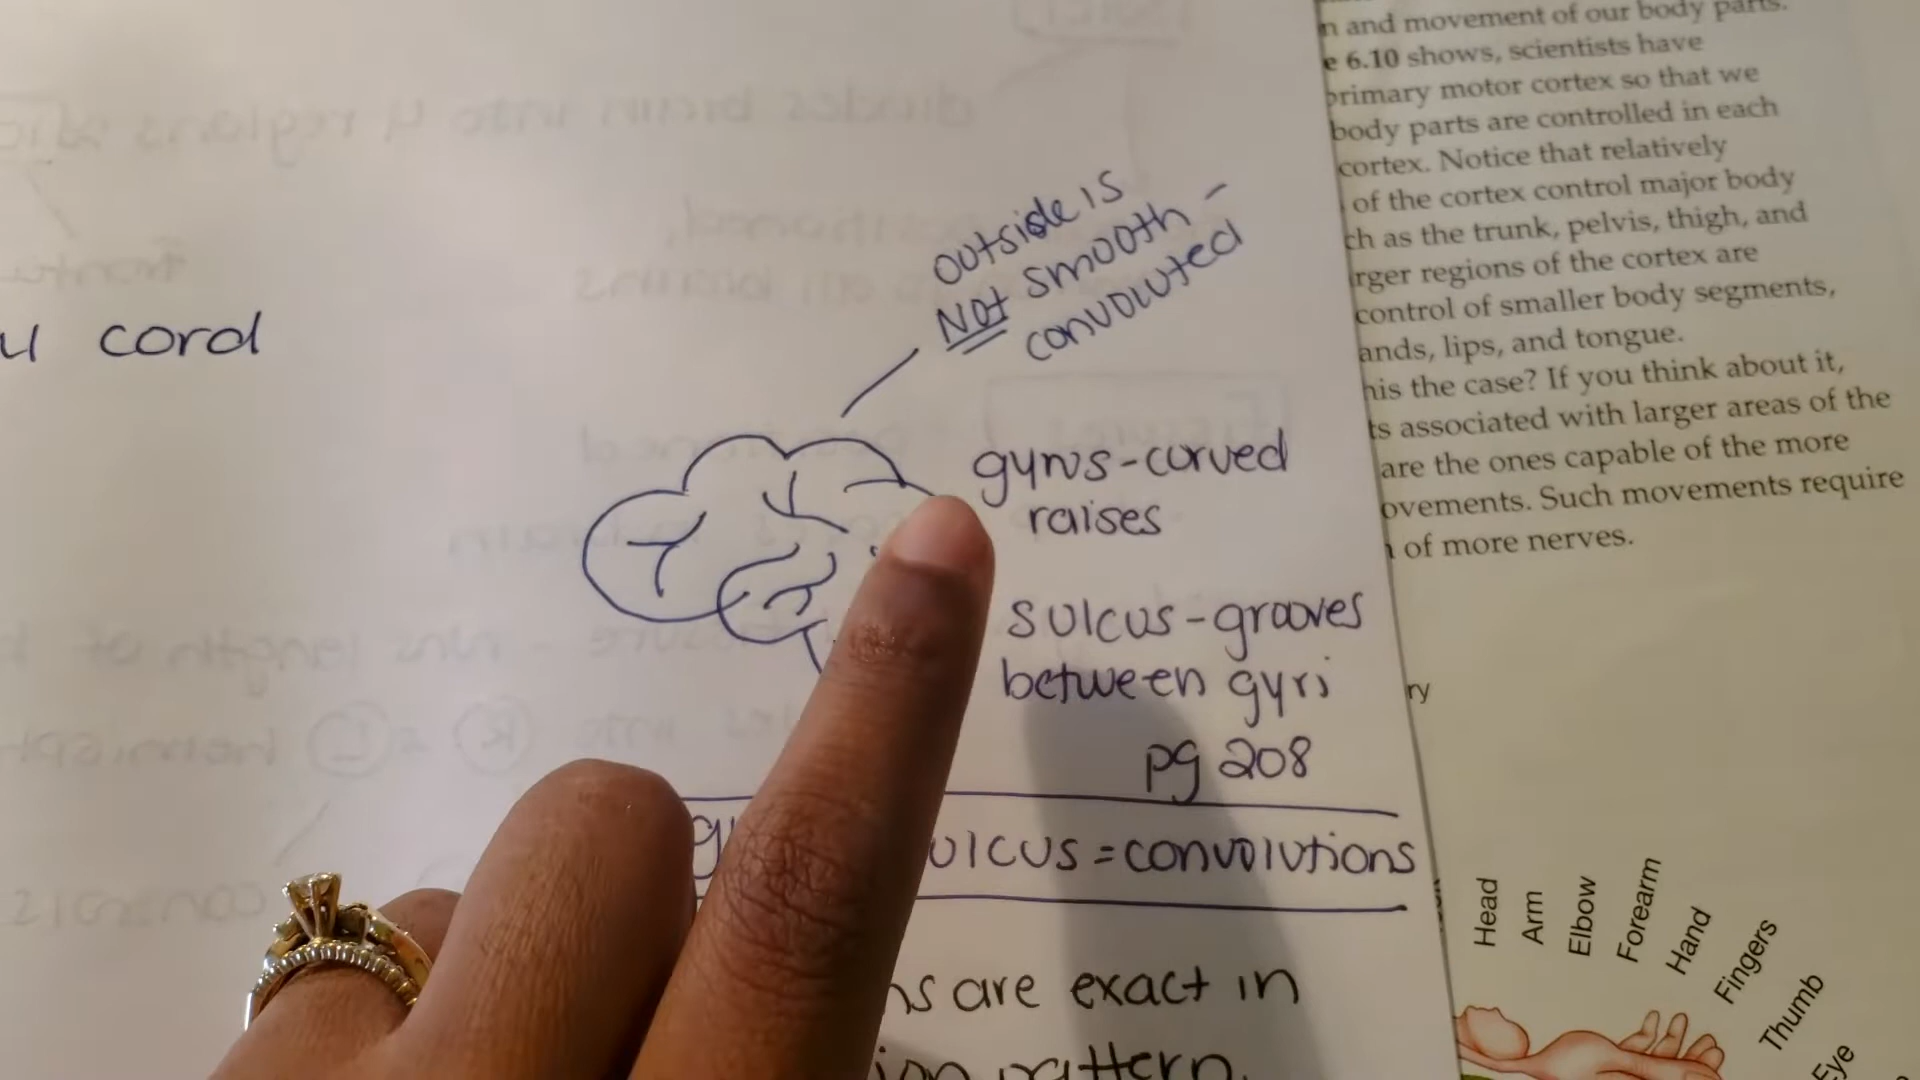 n and movement of our body parts.
e 6.10 shows, scientists have
primary motor cortex so that we
body parts are controlled in each
cortex. Notice that relatively
of the cortex control major body
ch as the trunk, pelvis, thigh, and
rger regions of the cortex are
control of smaller body segments,
ands, lips, and tongue.
his the case? If you think about it,
ts associated with larger areas of the
are the ones capable of the more
ovements. Such movements require
of more nerves.
cord
outside is
NOT smooth -
convoluted
gyrus-curved
raises
sulcus-grooves
between gyri
pg 208
ulcus = convolutions
ns are exact in
ion pattern.
ry
Head
Arm
Elbow
Forearm
Hand
Fingers
Thumb
Eye